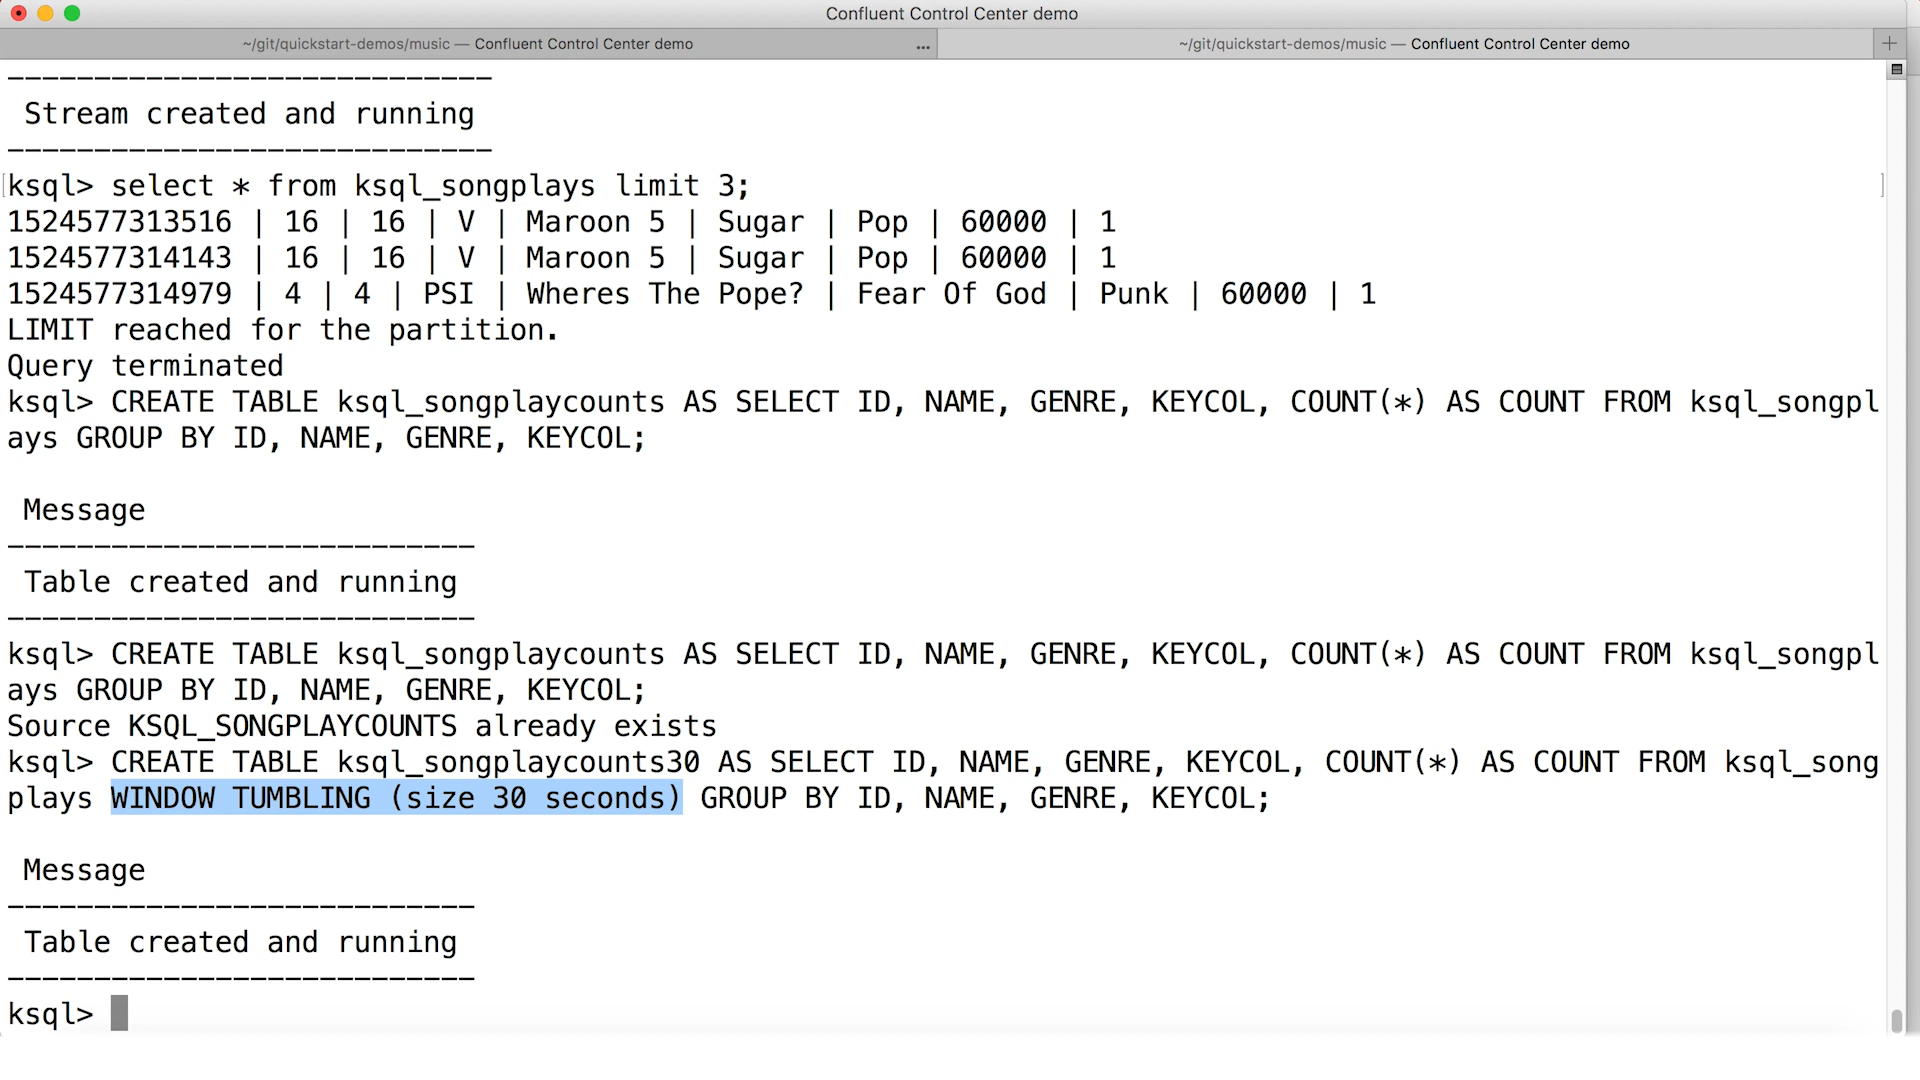 Confluent Control Center demo
~/git/quickstart-demos/music — Confluent Control Center demo ... ~/git/quickstart-demos/music — Confluent Control Center demo +
----------------------------
Stream created and running
----------------------------
ksql> select * from ksql_songplays limit 3;
1524577313516 | 16 | 16 | V | Maroon 5 | Sugar | Pop | 60000 | 1
1524577314143 | 16 | 16 | V | Maroon 5 | Sugar | Pop | 60000 | 1
1524577314979 | 4 | 4 | PSI | Wheres The Pope? | Fear Of God | Punk | 60000 | 1
LIMIT reached for the partition.
Query terminated
ksql> CREATE TABLE ksql_songplaycounts AS SELECT ID, NAME, GENRE, KEYCOL, COUNT(*) AS COUNT FROM ksql_songpl
ays GROUP BY ID, NAME, GENRE, KEYCOL;
Message
---------------------------
Table created and running
---------------------------
ksql> CREATE TABLE ksql_songplaycounts AS SELECT ID, NAME, GENRE, KEYCOL, COUNT(*) AS COUNT FROM ksql_songpl
ays GROUP BY ID, NAME, GENRE, KEYCOL;
Source KSQL_SONGPLAYCOUNTS already exists
ksql> CREATE TABLE ksql_songplaycounts30 AS SELECT ID, NAME, GENRE, KEYCOL, COUNT(*) AS COUNT FROM ksql_song
plays WINDOW TUMBLING (size 30 seconds) GROUP BY ID, NAME, GENRE, KEYCOL;
Message
---------------------------
Table created and running
---------------------------
ksql>